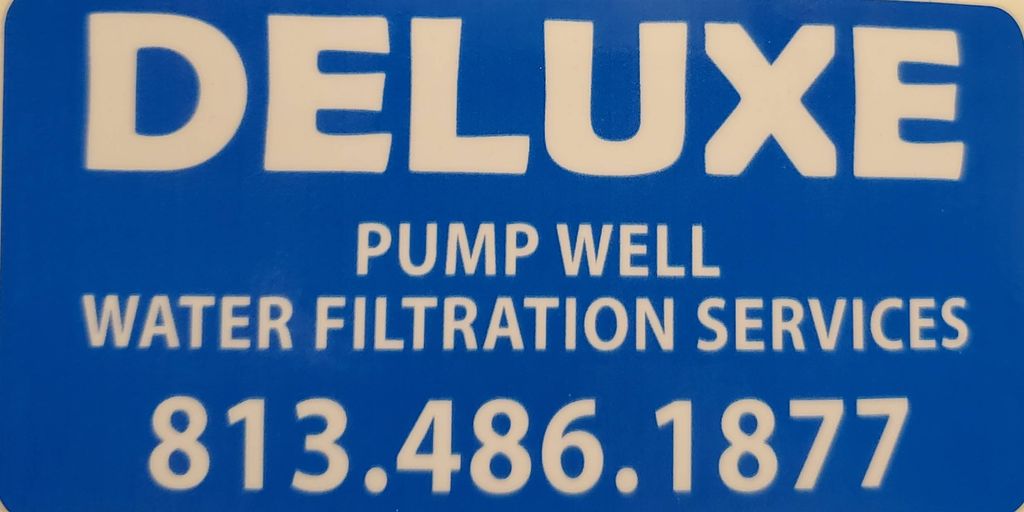 DELUXE
PUMP WELL
WATER FILTRATION SERVICES
813.486.1877